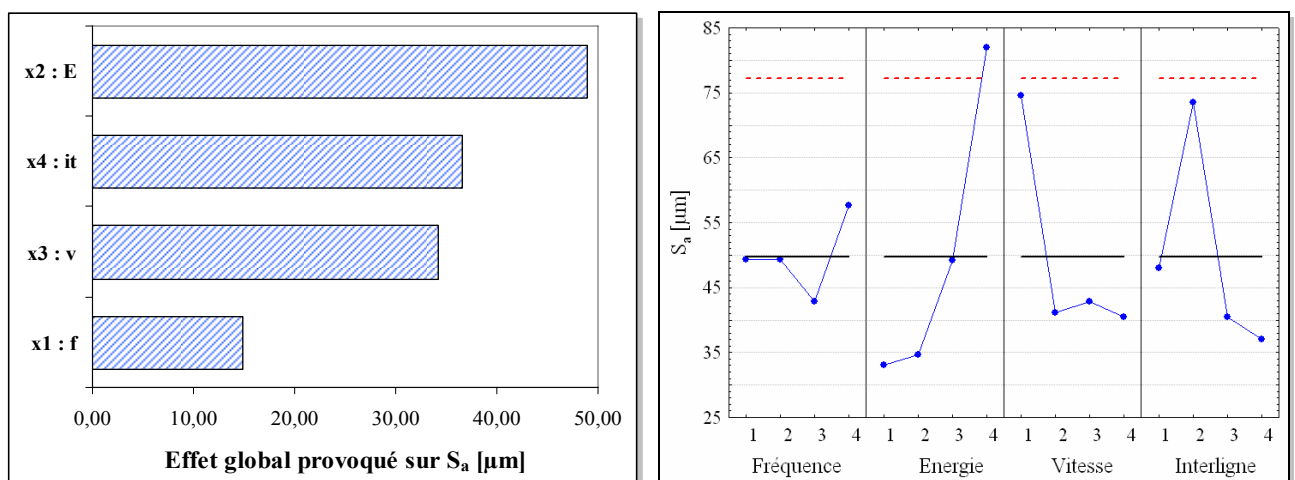 x2 : E
x4 : it
x3 : v
x1 : f
0,00 10,00 20,00 30,00 40,00 50,00
Effet global provoqué sur Sa [µm]
85
75
65
55
45
35
25
Sa [µm]
1 2 3 4 1 2 3 4 1 2 3 4 1 2 3 4
Fréquence Energie Vitesse Interligne